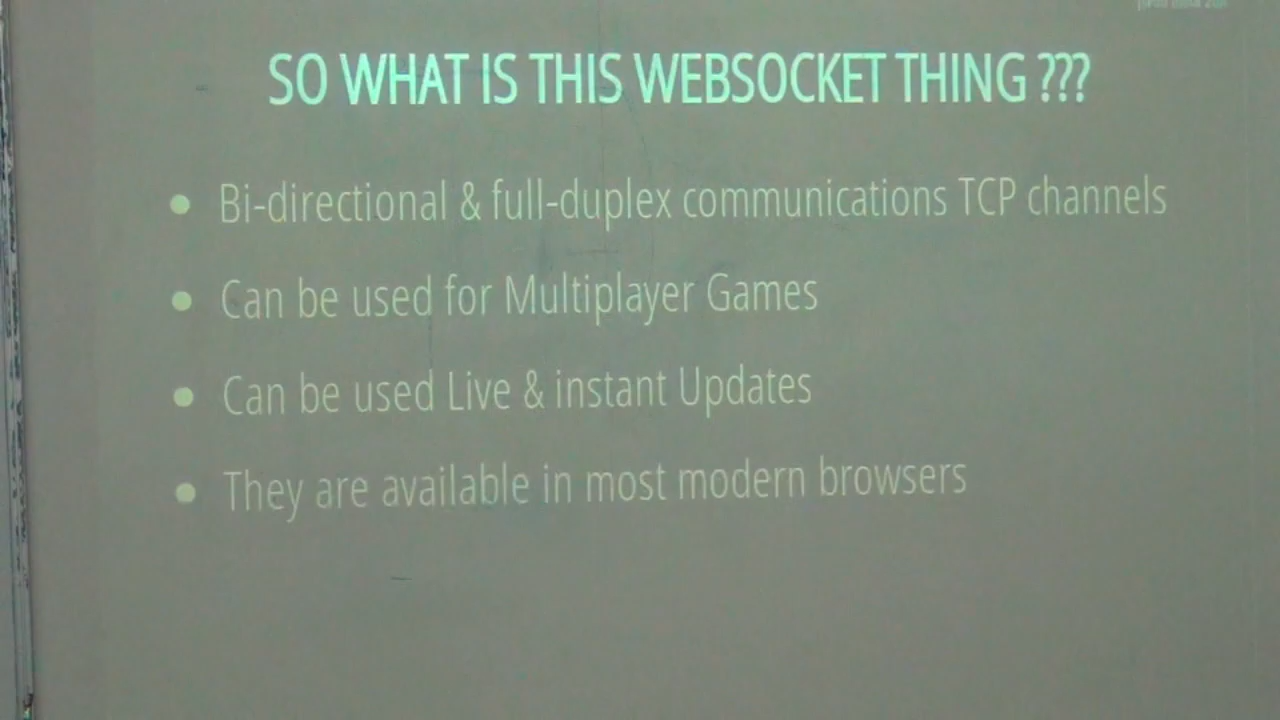 SO WHAT IS THIS WEBSOCKET THING ???
Bi-directional & full-duplex communications TCP channels
Can be used for Multiplayer Games
Can be used Live & instant Updates
They are available in most modern browsers